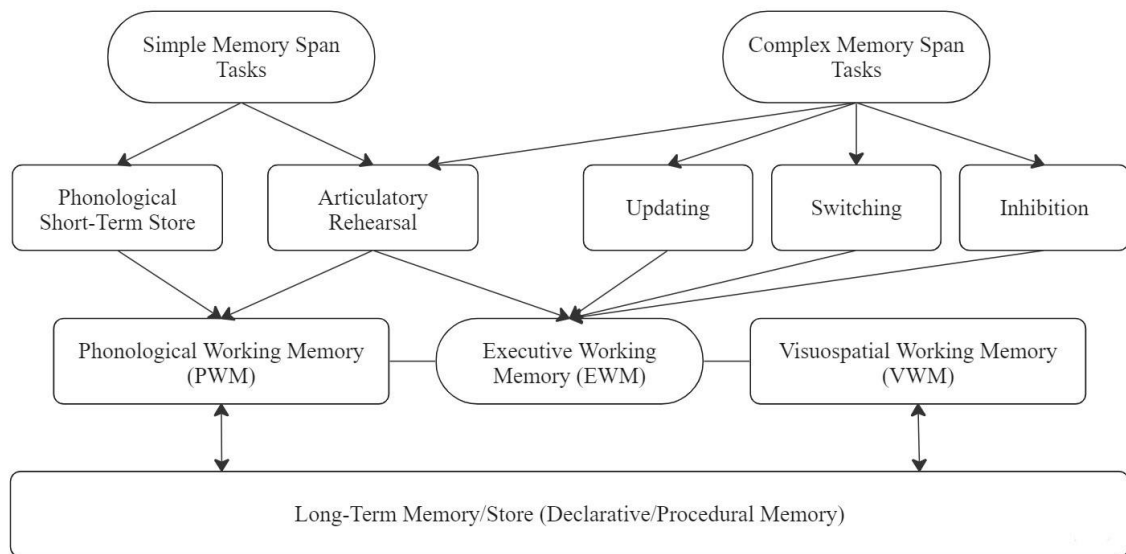 Simple Memory Span
Tasks
Complex Memory Span
Tasks
Phonological
Short-Term Store
Articulatory
Rehearsal
Updating
Switching
Inhibition
Phonological Working Memory
(PWM)
Executive Working
Memory (EWM)
Visuospatial Working Memory
(VWM)
Long-Term Memory/Store (Declarative/Procedural Memory)